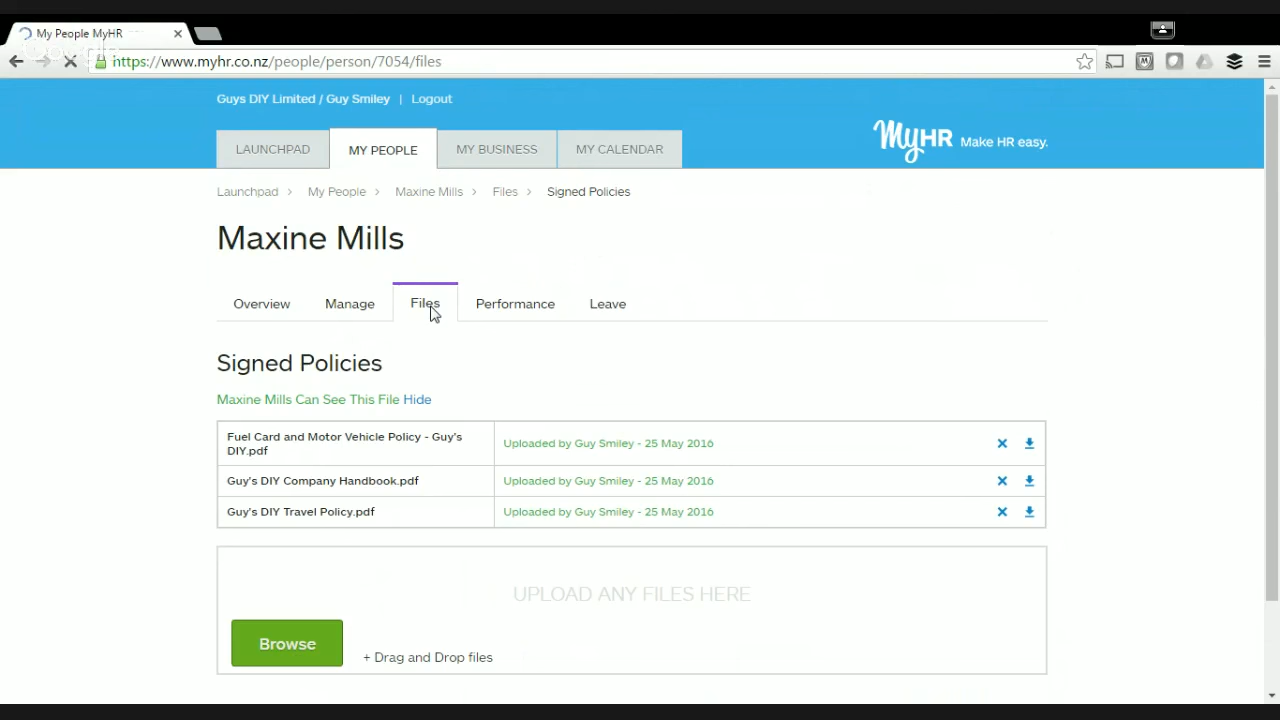 My People MyHR
https://www.myhr.co.nz/people/person/7054/files
Guys DIY Limited / Guy Smiley | Logout
LAUNCHPAD MY PEOPLE MY BUSINESS MY CALENDAR
MyHR Make HR easy.
Launchpad > My People > Maxine Mills > Files > Signed Policies
Maxine Mills
Overview Manage Files Performance Leave
Signed Policies
Maxine Mills Can See This File Hide
Fuel Card and Motor Vehicle Policy - Guy's
DIY.pdf
Uploaded by Guy Smiley - 25 May 2016
Guy's DIY Company Handbook.pdf Uploaded by Guy Smiley - 25 May 2016
Guy's DIY Travel Policy.pdf Uploaded by Guy Smiley - 25 May 2016
UPLOAD ANY FILES HERE
Browse
+ Drag and Drop files